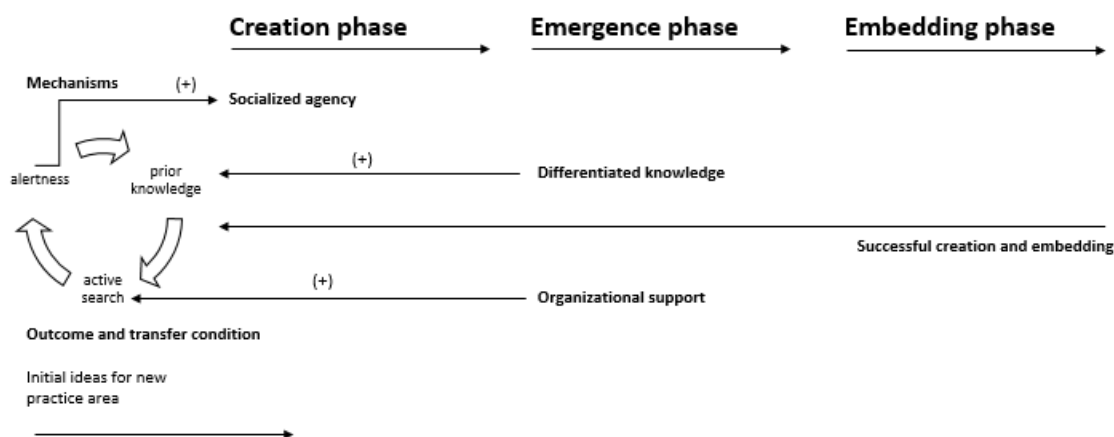 Creation phase
Emergence phase
Embedding phase
Mechanisms
(+)
Socialized agency
alertness
prior
knowledge
(+)
Differentiated knowledge
Successful creation and embedding
active
search
(+)
Organizational support
Outcome and transfer condition
Initial ideas for new
practice area